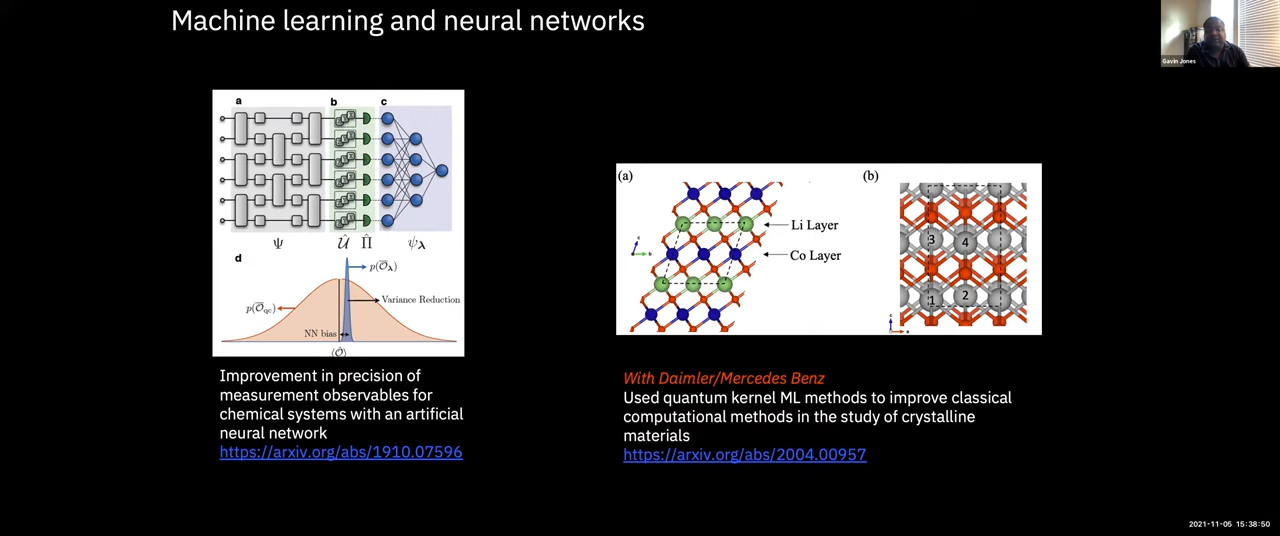 Machine learning and neural networks
Gavin Jones
a
b
c
Ψ
Û
Π̂
ψλ
d
p(Ōλ)
Variance Reduction
p(Ōqc)
NN bias
⟨Ô⟩
Improvement in precision of
measurement observables for
chemical systems with an artificial
neural network
https://arxiv.org/abs/1910.07596
(a)
(b)
Li Layer
Co Layer
c
b
3
4
1
2
c
a
With Daimler/Mercedes Benz
Used quantum kernel ML methods to improve classical
computational methods in the study of crystalline
materials
https://arxiv.org/abs/2004.00957
2021-11-05 15:38:50